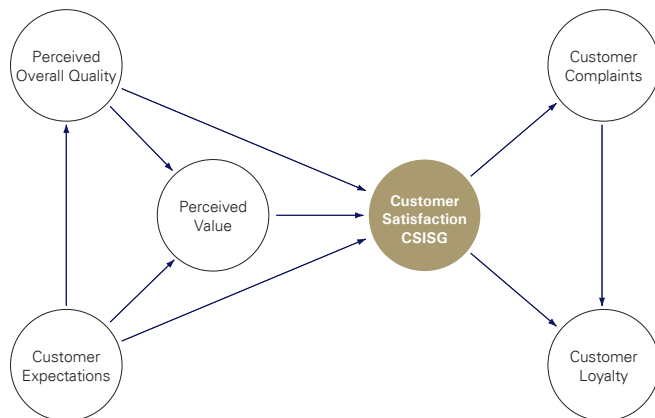 Perceived
Overall Quality
Customer
Complaints
Perceived
Value
Customer
Satisfaction
CSISG
Customer
Expectations
Customer
Loyalty